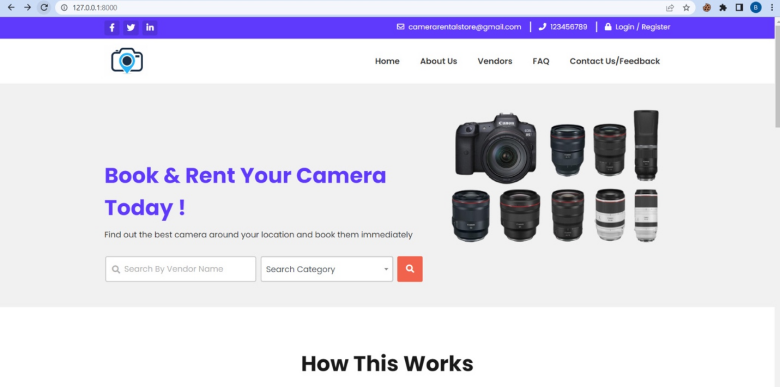 127.0.0.1:8000
camerarentalstore@gmail.com
123456789
Login / Register
Home
About Us
Vendors
FAQ
Contact Us/Feedback
Book & Rent Your Camera
Today !
Find out the best camera around your location and book them immediately
Search By Vendor Name
Search Category
How This Works